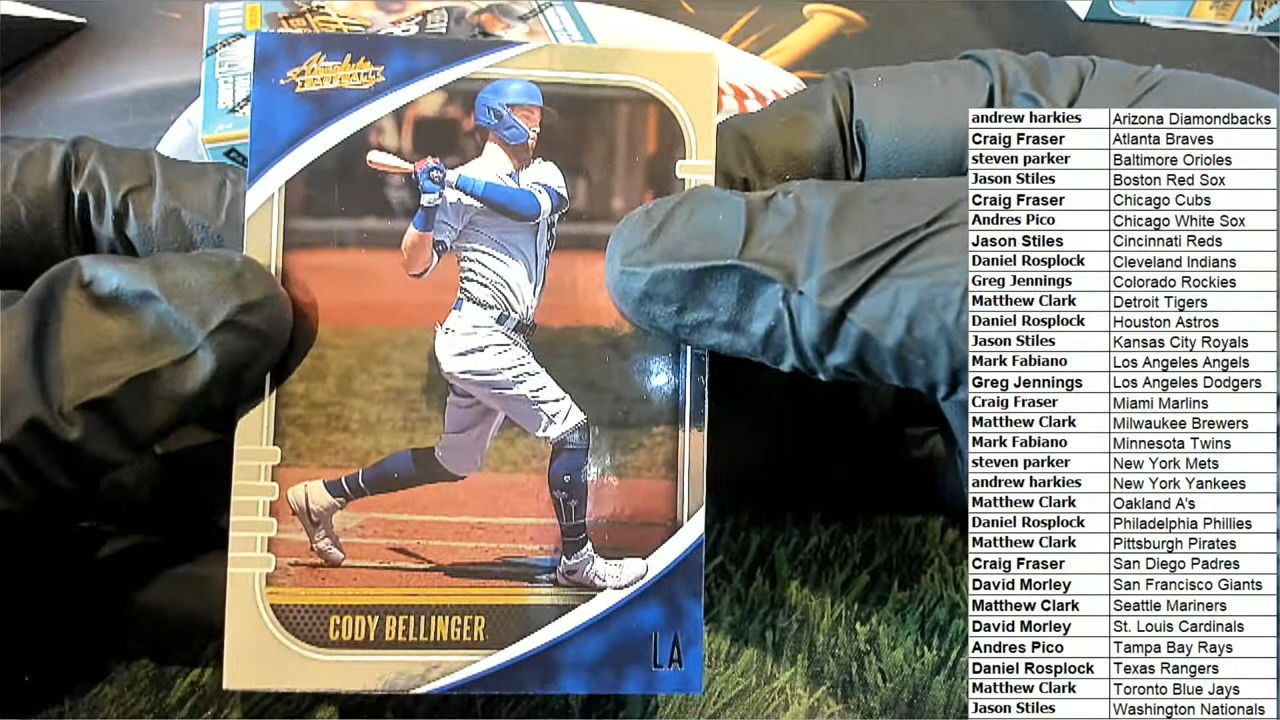 Absolute
BASEBALL
CODY BELLINGER
LA
andrew harkies Arizona Diamondbacks
Craig Fraser Atlanta Braves
steven parker Baltimore Orioles
Jason Stiles Boston Red Sox
Craig Fraser Chicago Cubs
Andres Pico Chicago White Sox
Jason Stiles Cincinnati Reds
Daniel Rosplock Cleveland Indians
Greg Jennings Colorado Rockies
Matthew Clark Detroit Tigers
Daniel Rosplock Houston Astros
Jason Stiles Kansas City Royals
Mark Fabiano Los Angeles Angels
Greg Jennings Los Angeles Dodgers
Craig Fraser Miami Marlins
Matthew Clark Milwaukee Brewers
Mark Fabiano Minnesota Twins
steven parker New York Mets
andrew harkies New York Yankees
Matthew Clark Oakland A's
Daniel Rosplock Philadelphia Phillies
Matthew Clark Pittsburgh Pirates
Craig Fraser San Diego Padres
David Morley San Francisco Giants
Matthew Clark Seattle Mariners
David Morley St. Louis Cardinals
Andres Pico Tampa Bay Rays
Daniel Rosplock Texas Rangers
Matthew Clark Toronto Blue Jays
Jason Stiles Washington Nationals